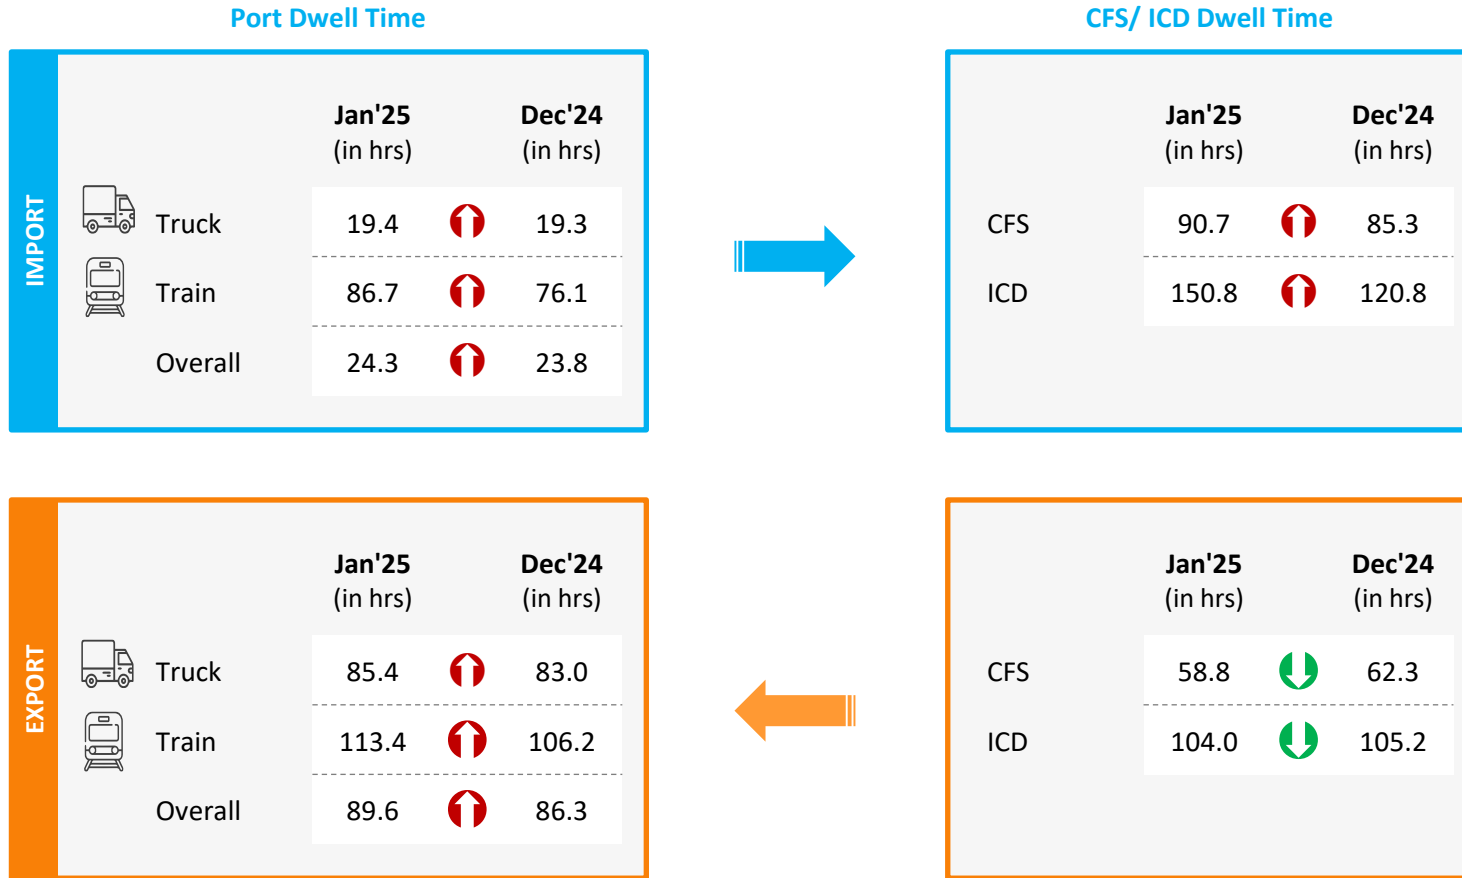 Port Dwell Time
CFS/ ICD Dwell Time
IMPORT
Jan'25 Dec'24
(in hrs) (in hrs)
Truck 19.4 19.3
Train 86.7 76.1
Overall 24.3 23.8
Jan'25 Dec'24
(in hrs) (in hrs)
CFS 90.7 85.3
ICD 150.8 120.8
EXPORT
Jan'25 Dec'24
(in hrs) (in hrs)
Truck 85.4 83.0
Train 113.4 106.2
Overall 89.6 86.3
Jan'25 Dec'24
(in hrs) (in hrs)
CFS 58.8 62.3
ICD 104.0 105.2